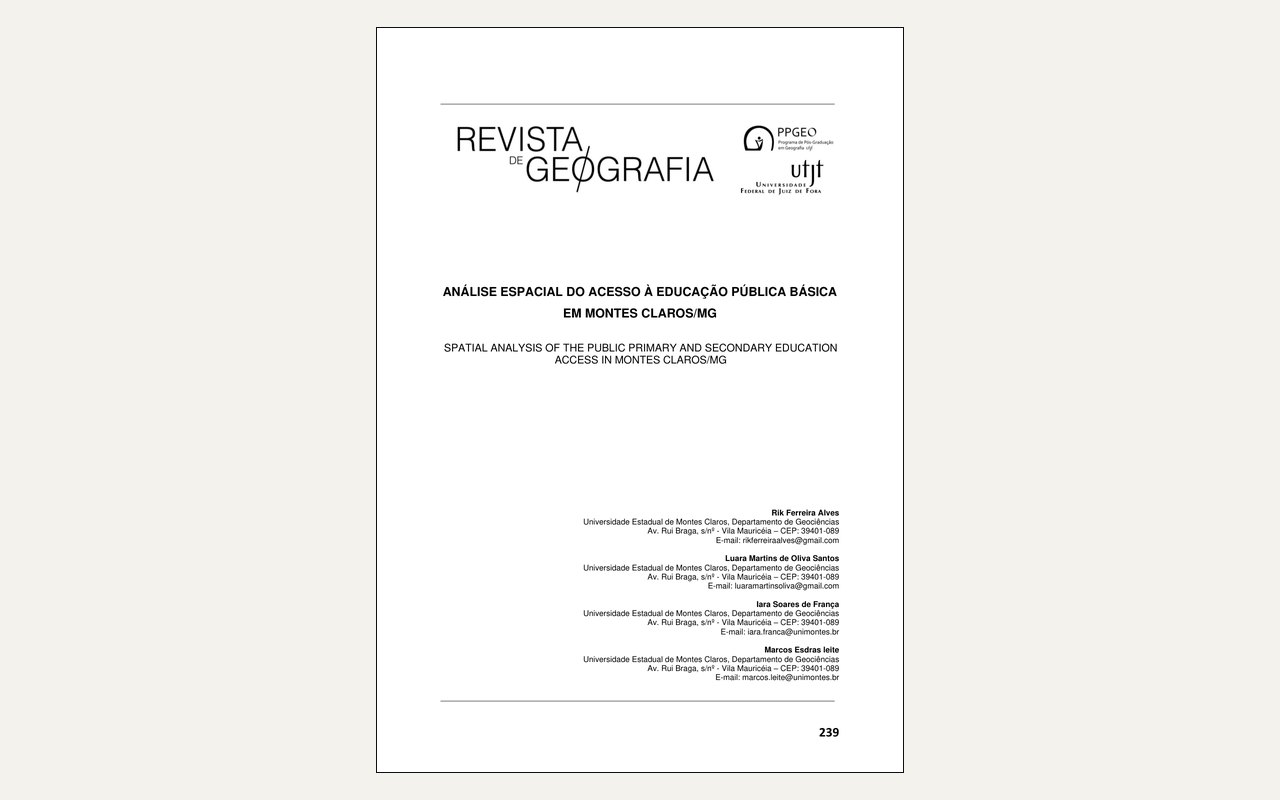 REVISTA
DE GEOGRAFIA
PPGEO
Programa de Pós-Graduação
em Geografia ufjf
ufjf
UNIVERSIDADE
FEDERAL DE JUIZ DE FORA
ANÁLISE ESPACIAL DO ACESSO À EDUCAÇÃO PÚBLICA BÁSICA
EM MONTES CLAROS/MG
SPATIAL ANALYSIS OF THE PUBLIC PRIMARY AND SECONDARY EDUCATION
ACCESS IN MONTES CLAROS/MG
Rik Ferreira Alves
Universidade Estadual de Montes Claros, Departamento de Geociências
Av. Rui Braga, s/nº - Vila Mauricéia – CEP: 39401-089
E-mail: rikferreiraalves@gmail.com
Luara Martins de Oliva Santos
Universidade Estadual de Montes Claros, Departamento de Geociências
Av. Rui Braga, s/nº - Vila Mauricéia – CEP: 39401-089
E-mail: luaramartinsoliva@gmail.com
Iara Soares de França
Universidade Estadual de Montes Claros, Departamento de Geociências
Av. Rui Braga, s/nº - Vila Mauricéia – CEP: 39401-089
E-mail: iara.franca@unimontes.br
Marcos Esdras leite
Universidade Estadual de Montes Claros, Departamento de Geociências
Av. Rui Braga, s/nº - Vila Mauricéia – CEP: 39401-089
E-mail: marcos.leite@unimontes.br
239